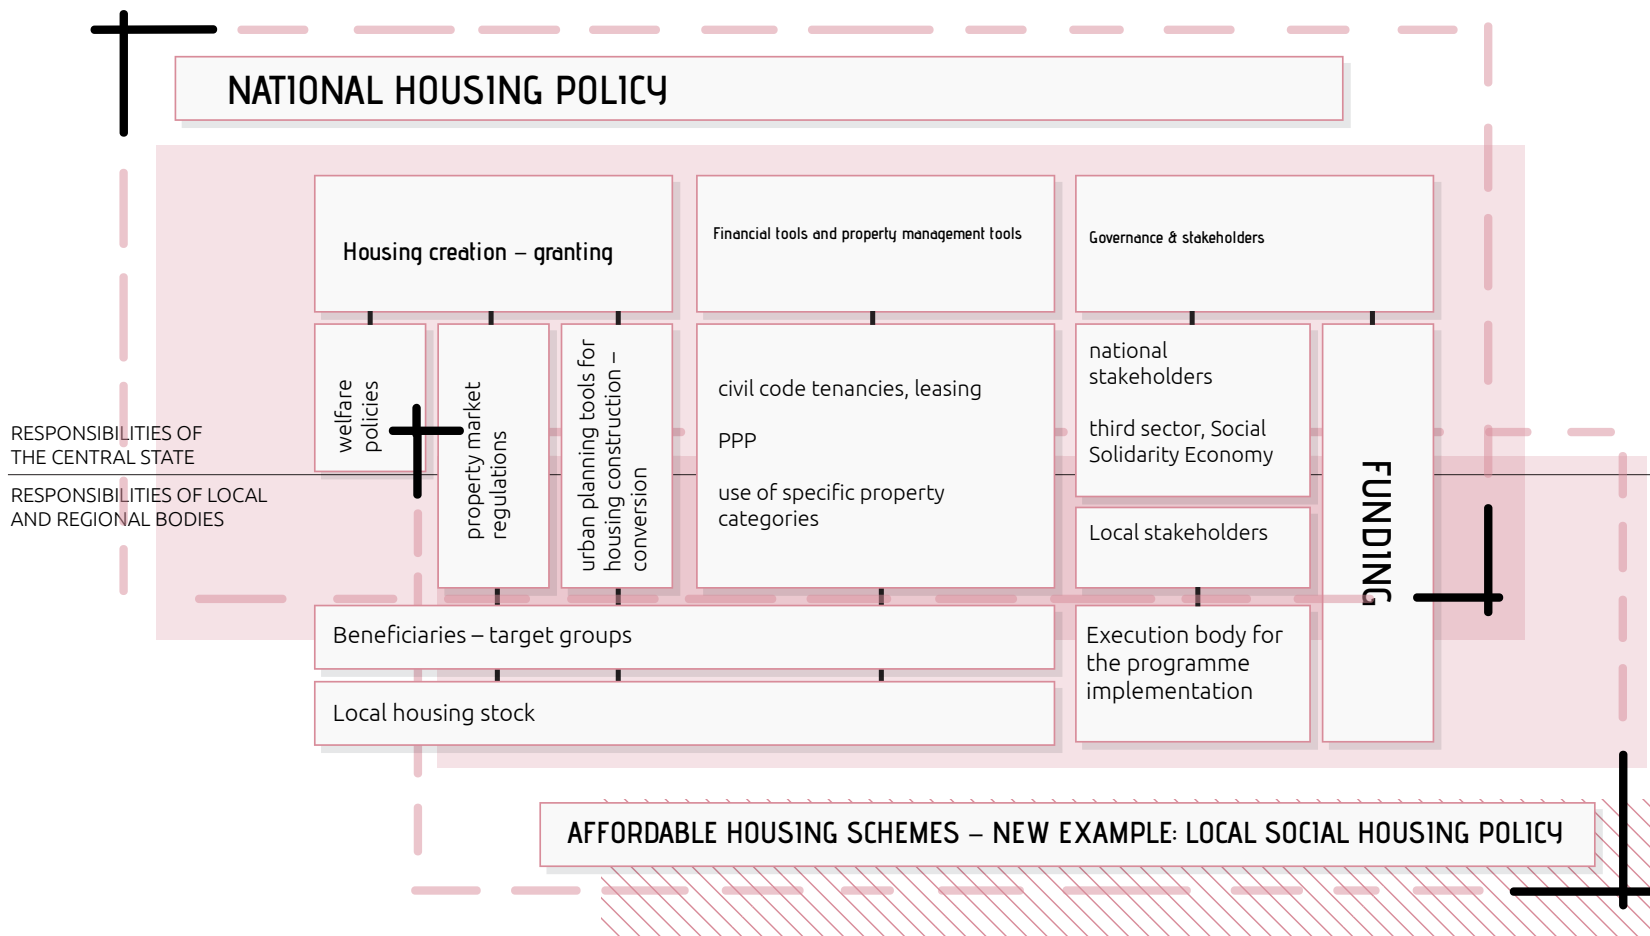 NATIONAL HOUSING POLICY
Housing creation – granting
Financial tools and property management tools
Governance & stakeholders
welfare
policies
property market
regulations
urban planning tools for
housing construction –
conversion
civil code tenancies, leasing
PPP
use of specific property
categories
national
stakeholders
third sector, Social
Solidarity Economy
Local stakeholders
FUNDING
RESPONSIBILITIES OF
THE CENTRAL STATE
RESPONSIBILITIES OF LOCAL
AND REGIONAL BODIES
Beneficiaries – target groups
Local housing stock
Execution body for
the programme
implementation
AFFORDABLE HOUSING SCHEMES – NEW EXAMPLE: LOCAL SOCIAL HOUSING POLICY